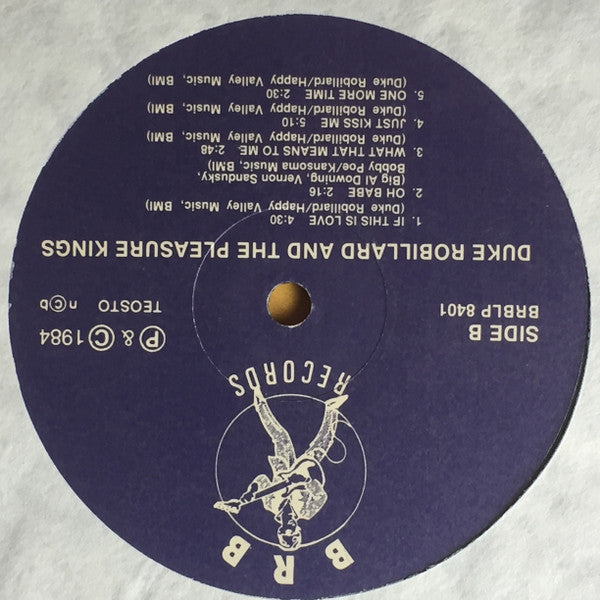 BRB
RECORDS
SIDE B
BRBLP 8401
Ⓟ & Ⓒ 1984
TEOSTO n©b
DUKE ROBILLARD AND THE PLEASURE KINGS
1. IF THIS IS LOVE 4:30
(Duke Robillard/Happy Valley Music, BMI)
2. OH BABE 2:16
(Big Al Downing, Vernon Sandusky,
Bobby Poe/Kansoma Music, BMI)
3. WHAT THAT MEANS TO ME 2:48
(Duke Robillard/Happy Valley Music, BMI)
4. JUST KISS ME 5:10
(Duke Robillard/Happy Valley Music, BMI)
5. ONE MORE TIME 2:30
(Duke Robillard/Happy Valley Music, BMI)